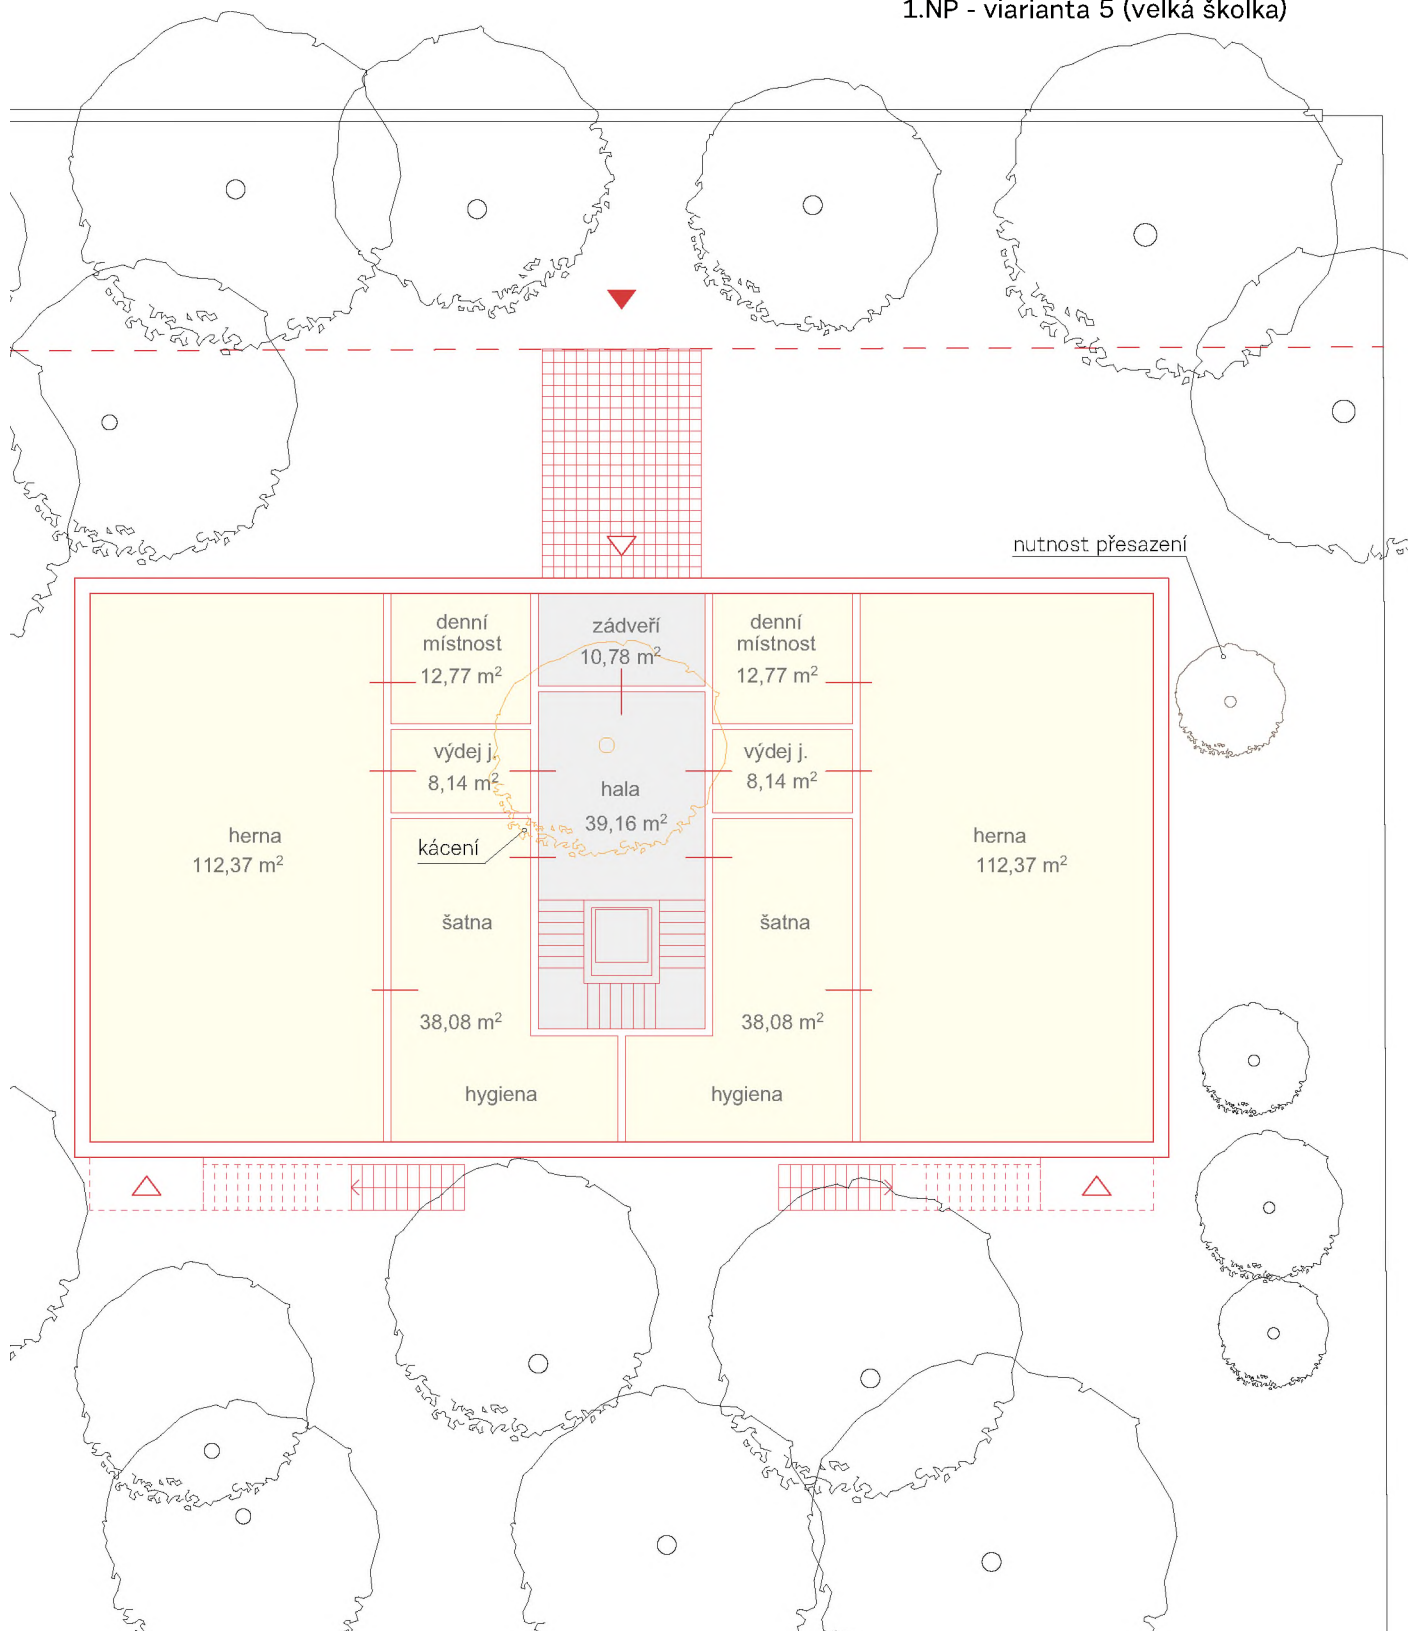 1.NP - viarianta 5 (velká školka)
nutnost přesazení
denní
místnost
12,77 m²
zádveří
10,78 m²
denní
místnost
12,77 m²
výdej j.
8,14 m²
hala
39,16 m²
výdej j.
8,14 m²
herna
112,37 m²
kácení
herna
112,37 m²
šatna
šatna
38,08 m²
38,08 m²
hygiena
hygiena